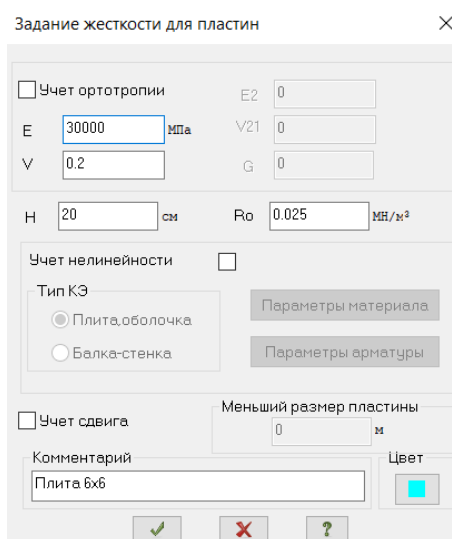 Задание жесткости для пластин
Учет ортотропии
E2 0
E 30000 МПа
V21 0
V 0.2
G 0
H 20 см
Ro 0.025 МН/м³
Учет нелинейности
Тип КЭ
Плита,оболочка
Балка-стенка
Параметры материала
Параметры арматуры
Учет сдвига
Меньший размер пластины
0 м
Комментарий
Плита 6х6
Цвет
?